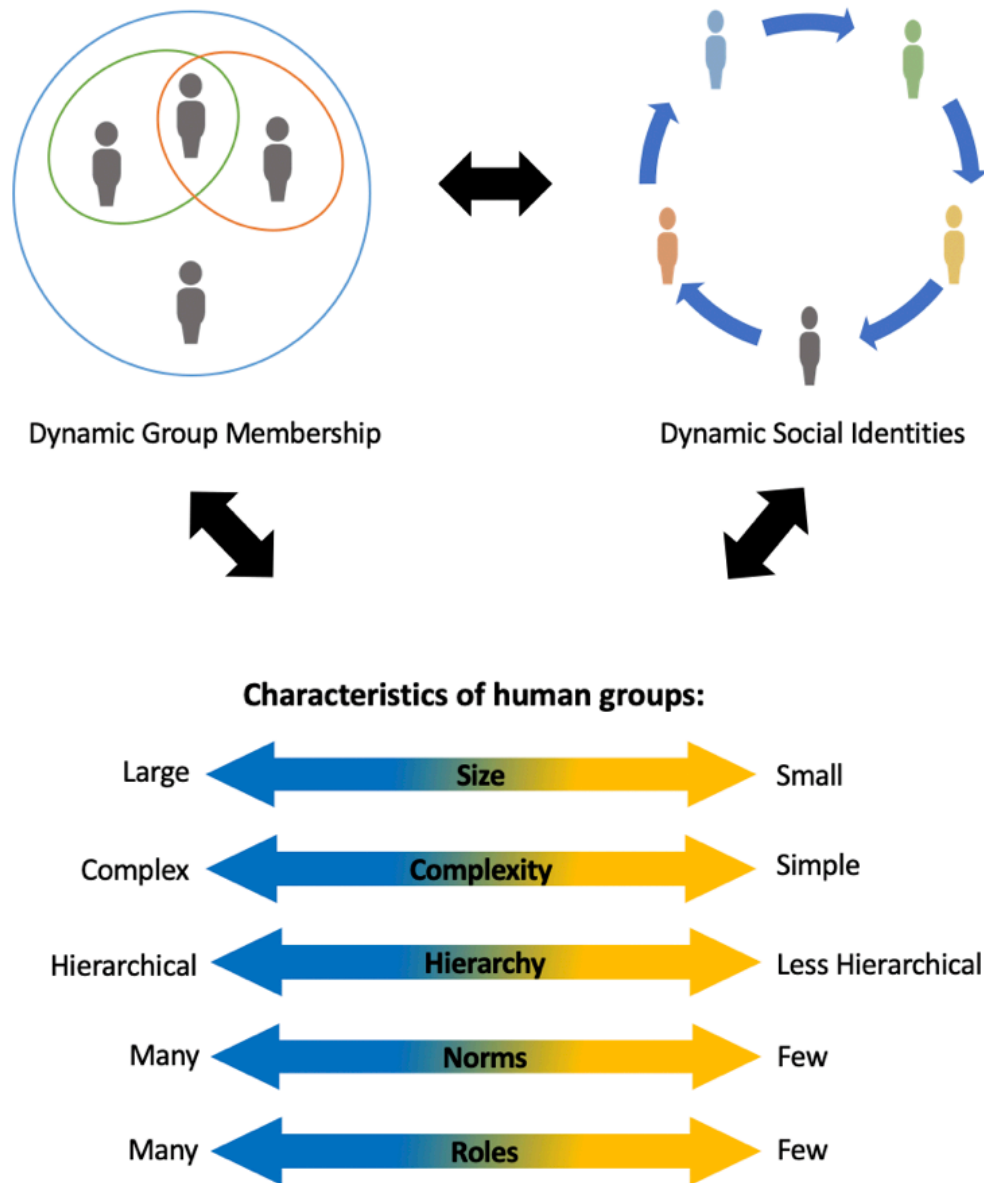 Dynamic Group Membership
Dynamic Social Identities
Characteristics of human groups:
Large Size Small
Complex Complexity Simple
Hierarchical Hierarchy Less Hierarchical
Many Norms Few
Many Roles Few